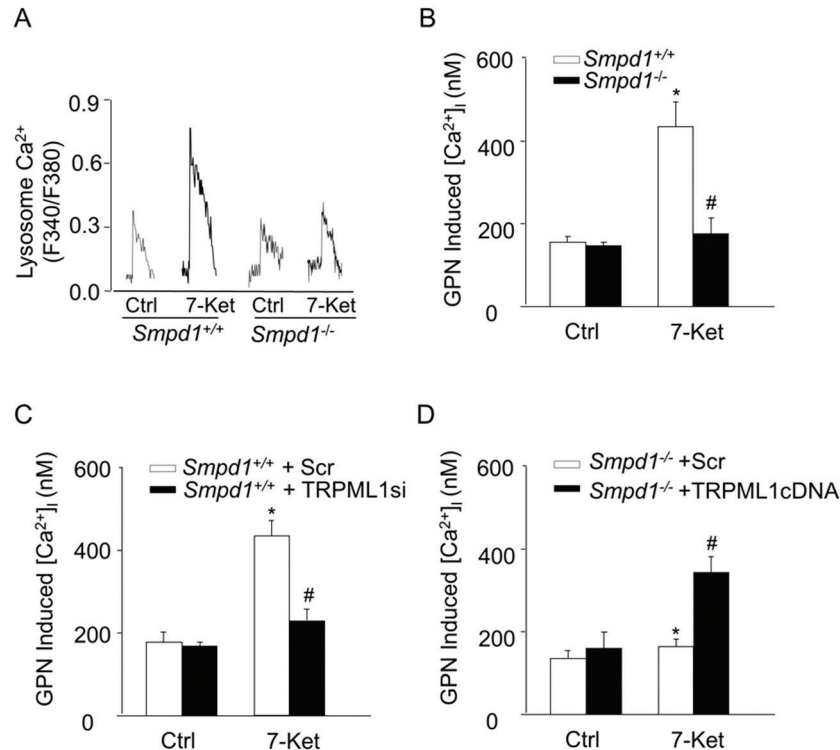 A
Lysosome Ca2+
(F340/F380)
0.9
0.6
0.3
0.0
Ctrl 7-Ket Ctrl 7-Ket
Smpd1+/+ Smpd1-/-
B
GPN Induced [Ca2+]I (nM)
600
400
200
0
Smpd1+/+
Smpd1-/-
*
#
Ctrl 7-Ket
C
GPN Induced [Ca2+]I (nM)
600
400
200
0
Smpd1+/+ + Scr
Smpd1+/+ + TRPML1si
*
#
Ctrl 7-Ket
D
GPN Induced [Ca2+]I (nM)
600
400
200
0
Smpd1-/- +Scr
Smpd1-/- +TRPML1cDNA
#
*
Ctrl 7-Ket